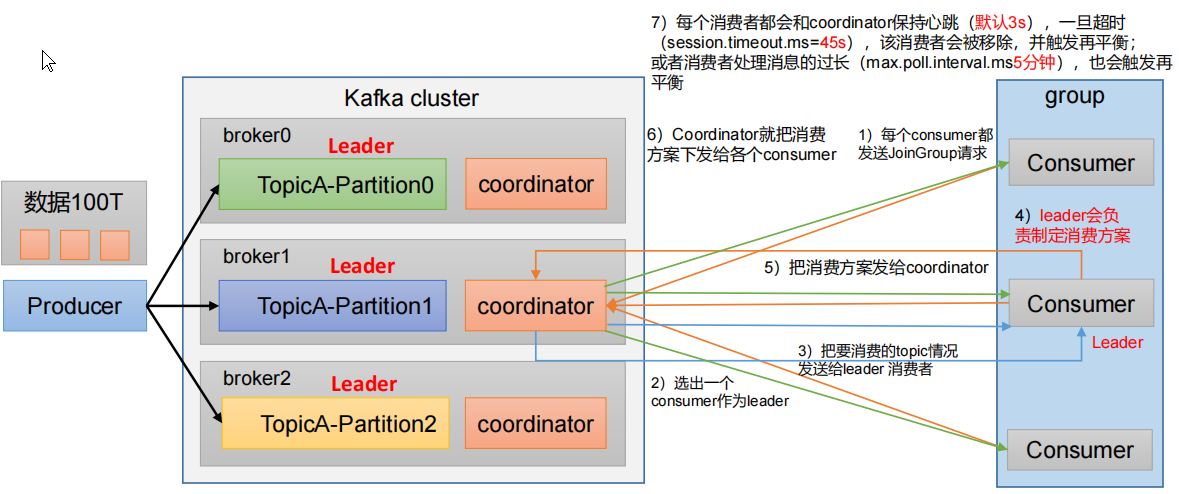 7）每个消费者都会和coordinator保持心跳（默认3s），一旦超时
（session.timeout.ms=45s），该消费者会被移除，并触发再平衡；
或者消费者处理消息的过长（max.poll.interval.ms5分钟），也会触发再
平衡
Kafka cluster
group
broker0
Leader
TopicA-Partition0
coordinator
6）Coordinator就把消费
方案下发给各个consumer
1）每个consumer都
发送JoinGroup请求
Consumer
数据100T
Producer
broker1
Leader
TopicA-Partition1
coordinator
4）leader会负
责制定消费方案
5）把消费方案发给coordinator
Consumer
Leader
3）把要消费的topic情况
发送给leader 消费者
broker2
Leader
TopicA-Partition2
coordinator
2）选出一个
consumer作为leader
Consumer